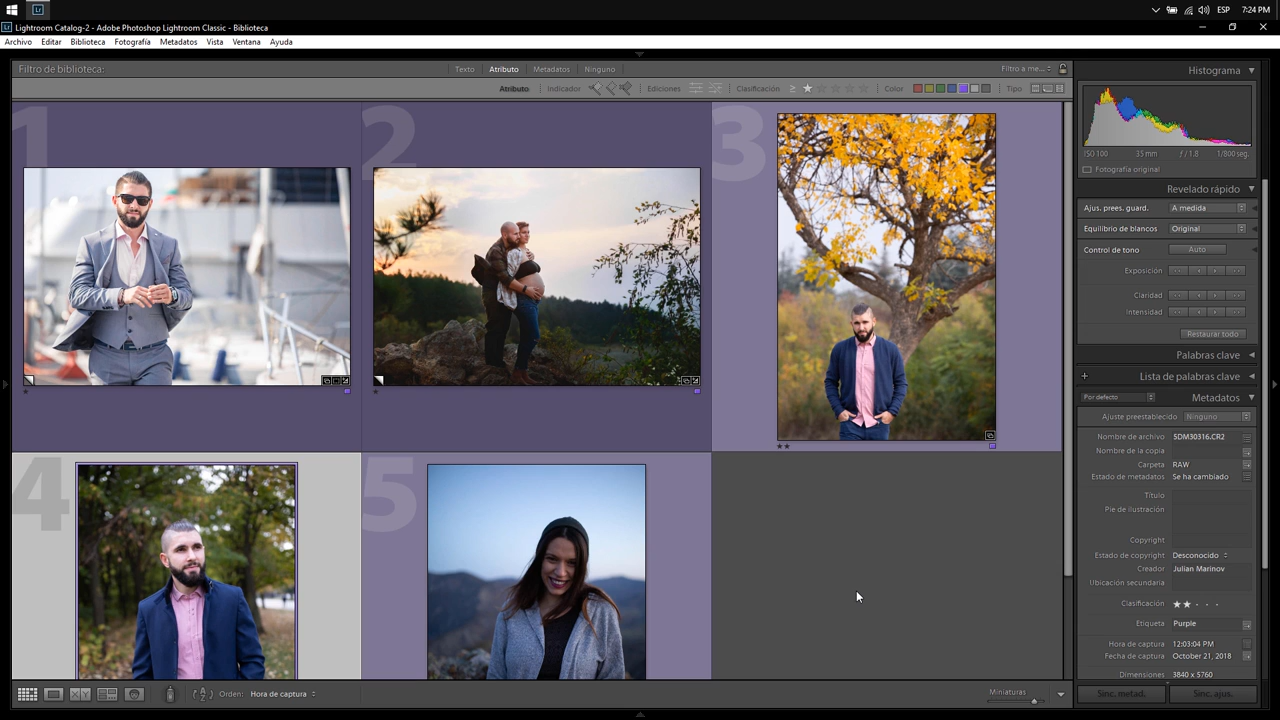 ESP 7:24 PM
Lightroom Catalog-2 - Adobe Photoshop Lightroom Classic - Biblioteca
Archivo Editar Biblioteca Fotografía Metadatos Vista Ventana Ayuda
Filtro de biblioteca: Texto Atributo Metadatos Ninguno Filtro a me...
Atributo Indicador Ediciones Clasificación ≥ Color Tipo
1 2 3
4 5
Histograma
ISO 100 35 mm ƒ / 1.8 1/800 seg.
Fotografía original
Revelado rápido
Ajus. prees. guard. A medida
Equilibrio de blancos Original
Control de tono Auto
Exposición
Claridad
Intensidad
Restaurar todo
Palabras clave
Lista de palabras clave
Por defecto Metadatos
Ajuste preestablecido Ninguno
Nombre de archivo 5DM30316.CR2
Nombre de la copia
Carpeta RAW
Estado de metadatos Se ha cambiado
Título
Pie de ilustración
Copyright
Estado de copyright Desconocido
Creador Julian Marinov
Ubicación secundaria
Clasificación ★★ · · ·
Etiqueta Purple
Hora de captura 12:03:04 PM
Fecha de captura October 21, 2018
Dimensiones 3840 x 5760
Sinc. metad. Sinc. ajus.
Orden: Hora de captura Miniaturas